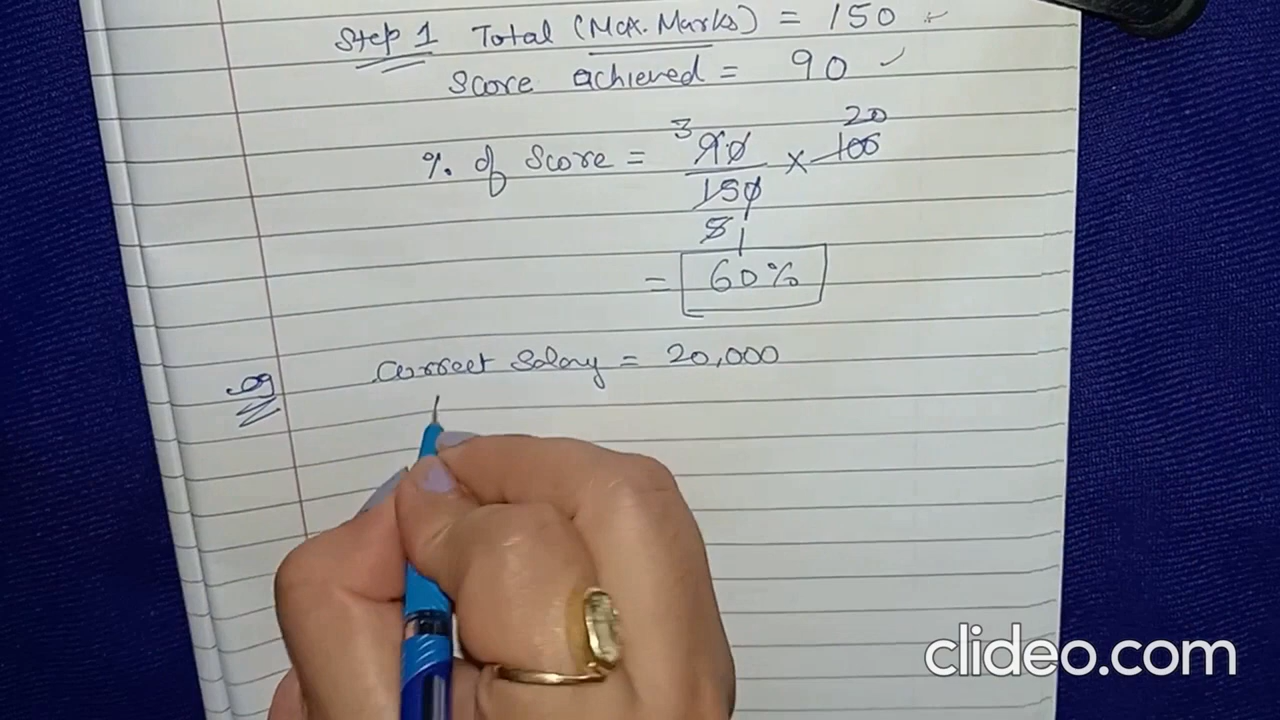 Step 1 Total (Max. Marks) = 150
Score achieved = 90
3 20
% of Score = 90 × 100
150
5 1
= 60%
Correct Salary = 20,000
eg
clideo.com